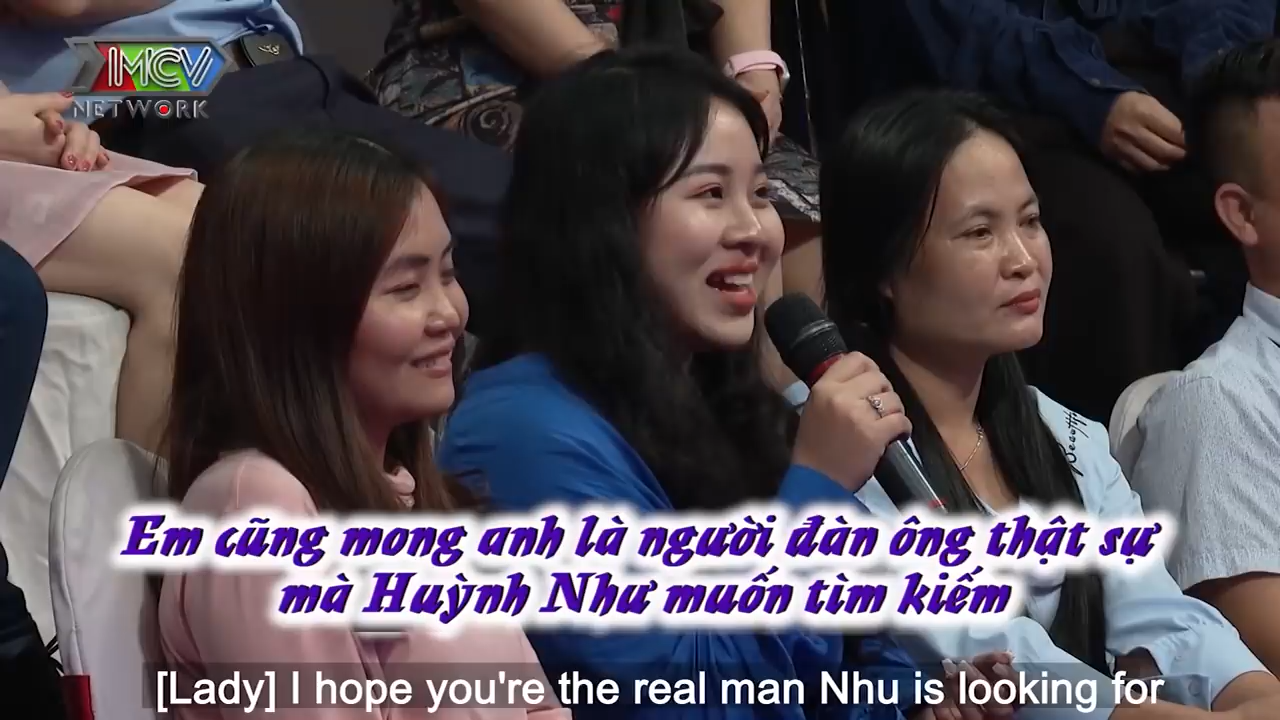 MCV
NETWORK
Beautif
Em cũng mong anh là người đàn ông thật sự
mà Huỳnh Như muốn tìm kiếm
[Lady] I hope you're the real man Nhu is looking for